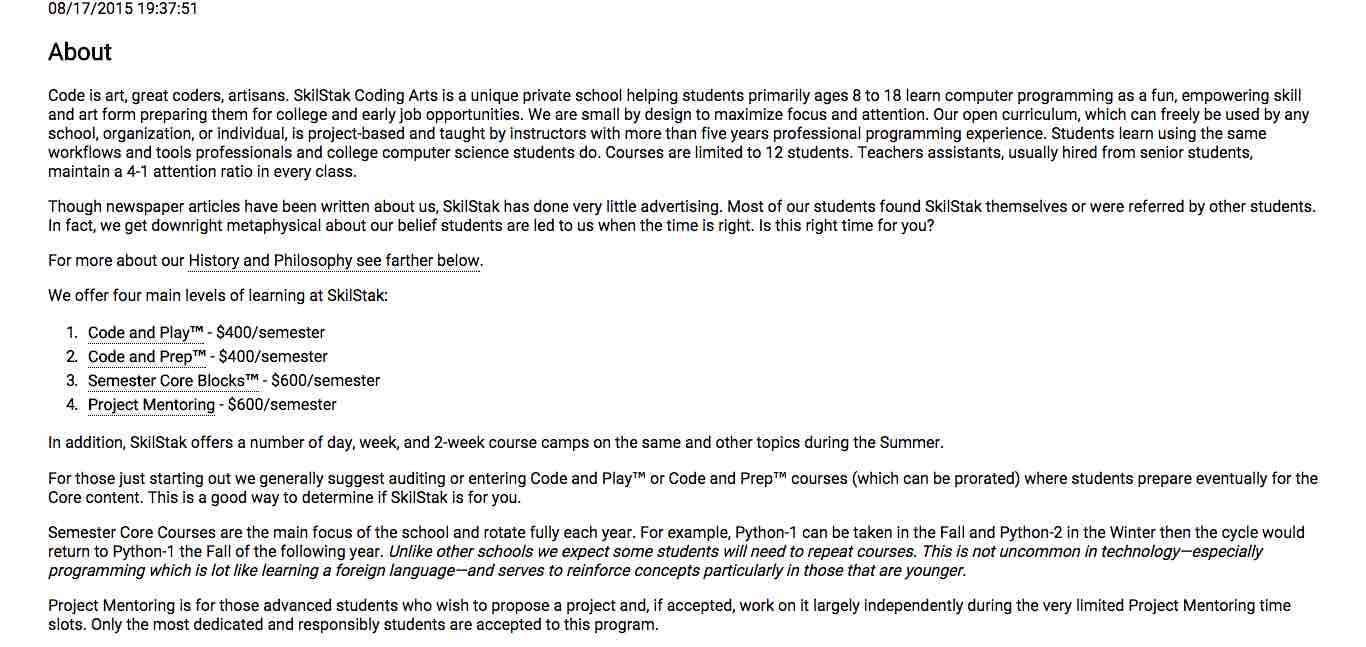 08/17/2015 19:37:51
About
Code is art, great coders, artisans. SkilStak Coding Arts is a unique private school helping students primarily ages 8 to 18 learn computer programming as a fun, empowering skill
and art form preparing them for college and early job opportunities. We are small by design to maximize focus and attention. Our open curriculum, which can freely be used by any
school, organization, or individual, is project-based and taught by instructors with more than five years professional programming experience. Students learn using the same
workflows and tools professionals and college computer science students do. Courses are limited to 12 students. Teachers assistants, usually hired from senior students,
maintain a 4-1 attention ratio in every class.
Though newspaper articles have been written about us, SkilStak has done very little advertising. Most of our students found SkilStak themselves or were referred by other students.
In fact, we get downright metaphysical about our belief students are led to us when the time is right. Is this right time for you?
For more about our History and Philosophy see farther below.
We offer four main levels of learning at SkilStak:
1. Code and Play™ - $400/semester
2. Code and Prep™ - $400/semester
3. Semester Core Blocks™ - $600/semester
4. Project Mentoring - $600/semester
In addition, SkilStak offers a number of day, week, and 2-week course camps on the same and other topics during the Summer.
For those just starting out we generally suggest auditing or entering Code and Play™ or Code and Prep™ courses (which can be prorated) where students prepare eventually for the
Core content. This is a good way to determine if SkilStak is for you.
Semester Core Courses are the main focus of the school and rotate fully each year. For example, Python-1 can be taken in the Fall and Python-2 in the Winter then the cycle would
return to Python-1 the Fall of the following year. Unlike other schools we expect some students will need to repeat courses. This is not uncommon in technology—especially
programming which is lot like learning a foreign language—and serves to reinforce concepts particularly in those that are younger.
Project Mentoring is for those advanced students who wish to propose a project and, if accepted, work on it largely independently during the very limited Project Mentoring time
slots. Only the most dedicated and responsibly students are accepted to this program.